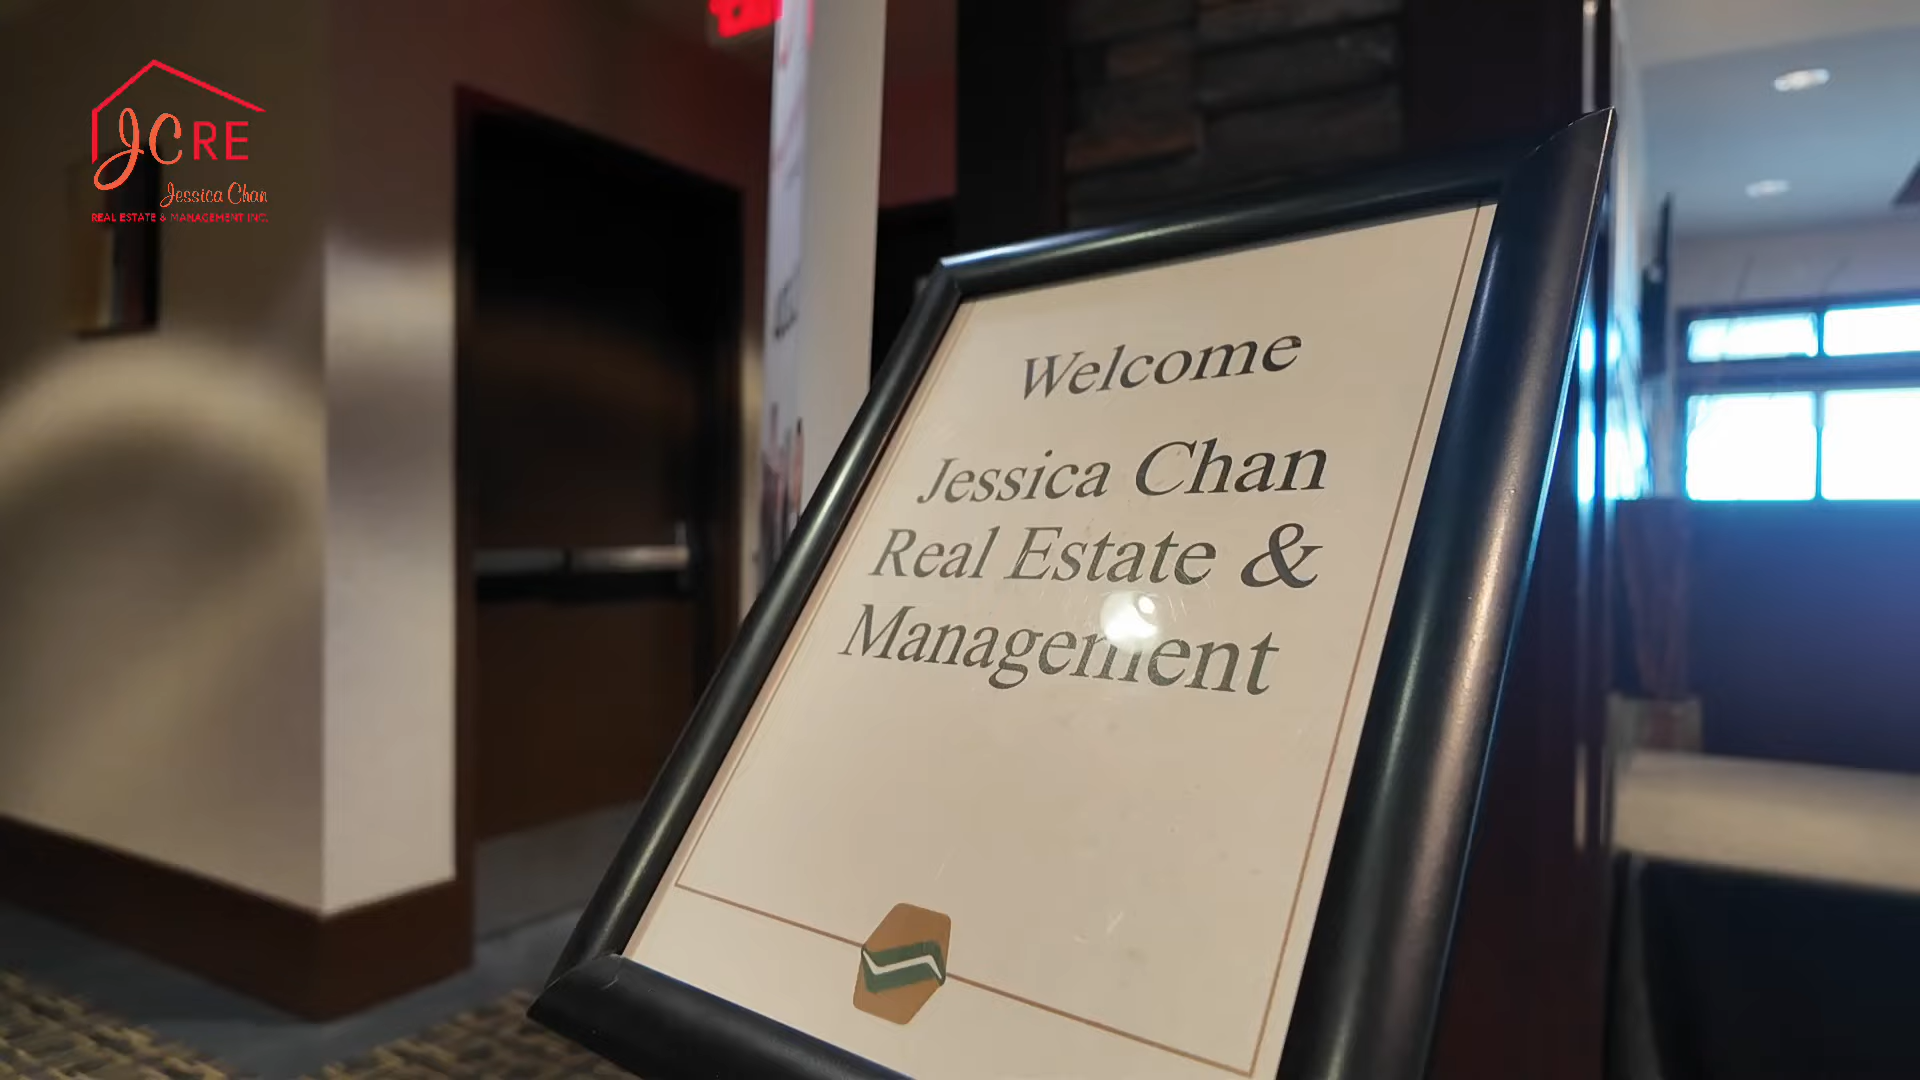 JCRE
Jessica Chan
REAL ESTATE & MANAGEMENT INC.
Welcome
Jessica Chan
Real Estate &
Management